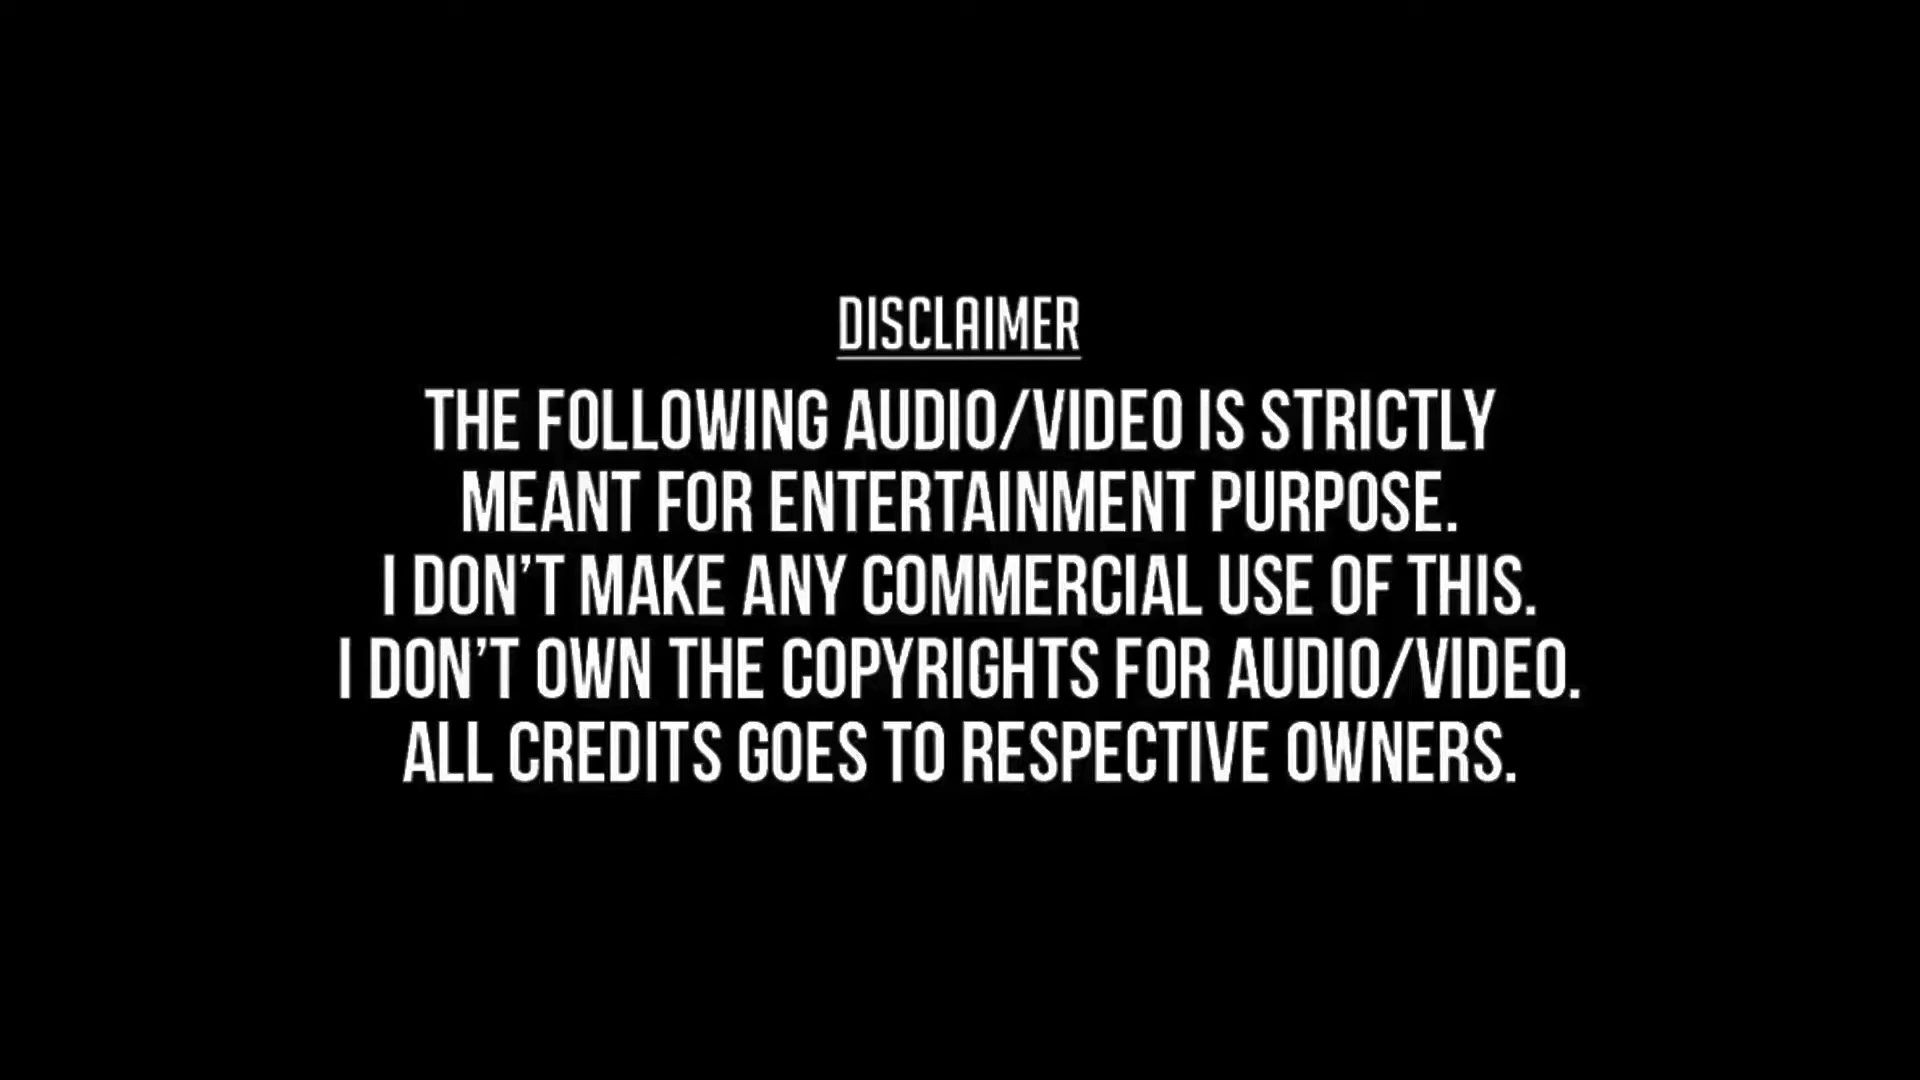 DISCLAIMER
THE FOLLOWING AUDIO/VIDEO IS STRICTLY
MEANT FOR ENTERTAINMENT PURPOSE.
I DON’T MAKE ANY COMMERCIAL USE OF THIS.
I DON’T OWN THE COPYRIGHTS FOR AUDIO/VIDEO.
ALL CREDITS GOES TO RESPECTIVE OWNERS.